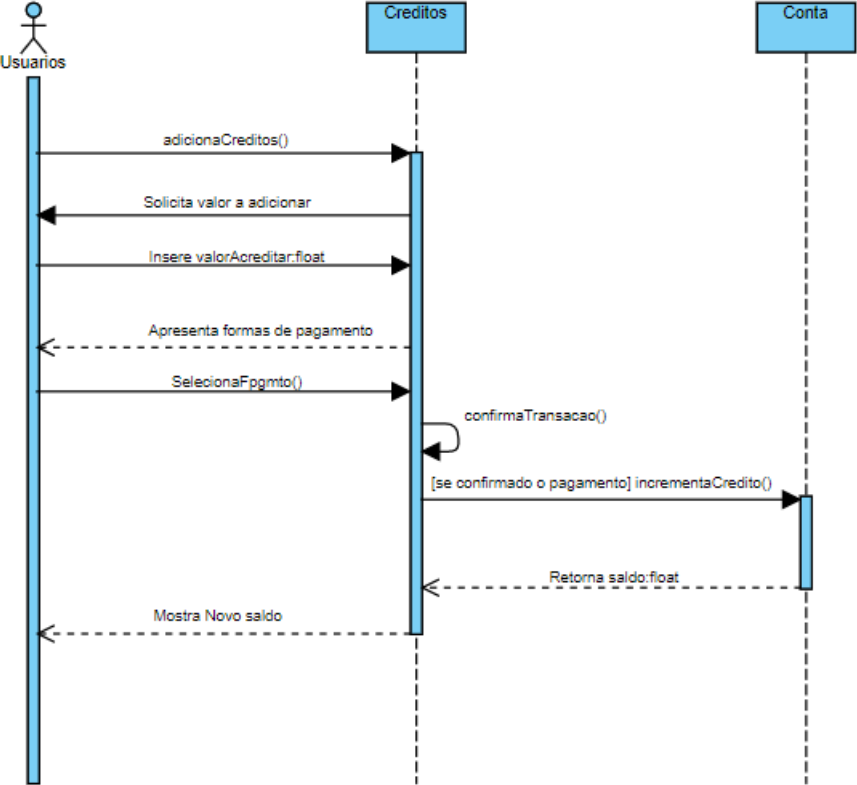 Usuarios
Creditos
Conta
adicionaCreditos()
Solicita valor a adicionar
Insere valorAcreditar:float
Apresenta formas de pagamento
SelecionaFpgmto()
confirmaTransacao()
[se confirmado o pagamento] incrementaCredito()
Retorna saldo:float
Mostra Novo saldo